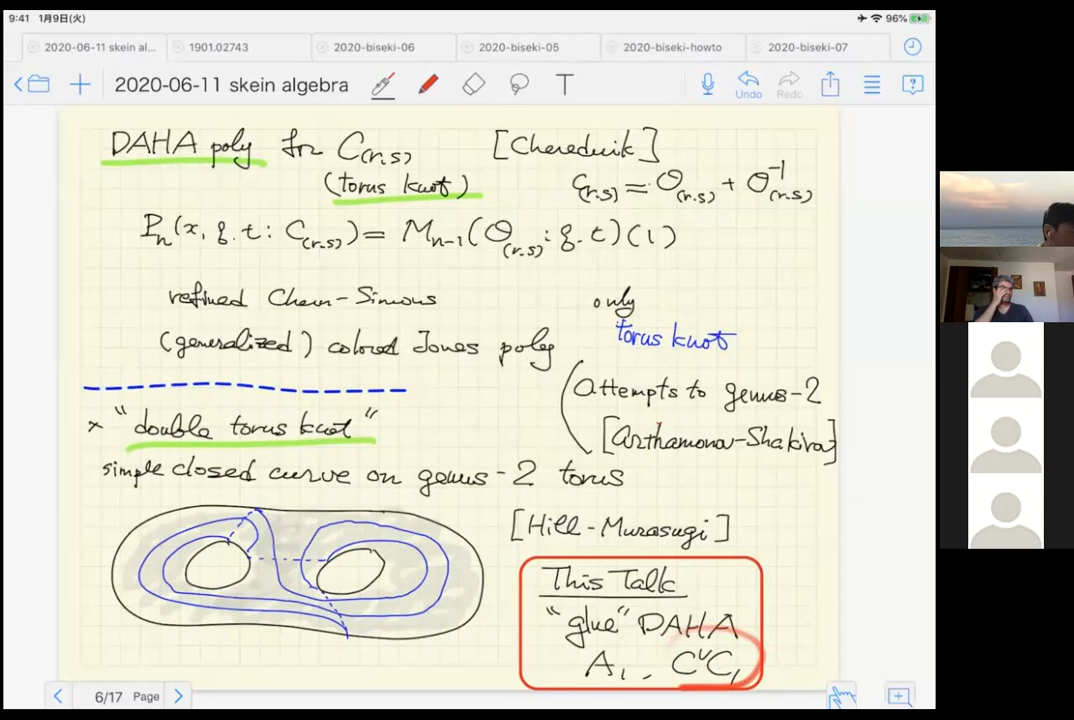 9:41 1月9日(火)
96%
2020-06-11 skein al...
1901.02743
2020-biseki-06
2020-biseki-05
2020-biseki-howto
2020-biseki-07
2020-06-11 skein algebra
T
Undo
Redo
DAHA poly for C(r,s) [Cherednik]
(torus knot)
C(r,s) = O(r,s) + O⁻¹(r,s)
Pn(x, q, t : C(r,s)) = Mn-1(O(r,s) : q, t)(1)
refined Chern-Simons
only
(generalized) colored Jones poly
torus knot
(Attempts to genus-2
[Arthamonov-Shakirov]
× "double torus knot"
simple closed curve on genus-2 torus
[Hill-Murasugi]
This Talk
"glue" DAHA
A₁, C∨C₁
6/17 Page